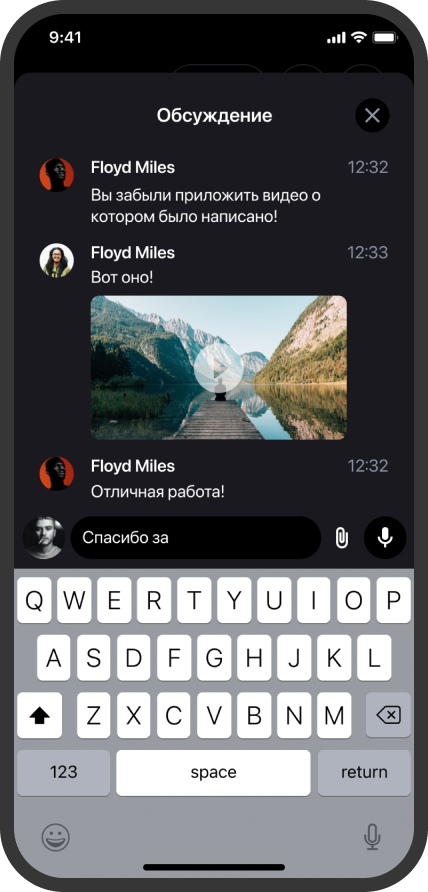 9:41
Обсуждение
Floyd Miles 12:32
Вы забыли приложить видео о
котором было написано!
Floyd Miles 12:33
Вот оно!
Floyd Miles 12:32
Отличная работа!
Спасибо за
Q W E R T Y U I O P
A S D F G H J K L
Z X C V B N M
123 space return